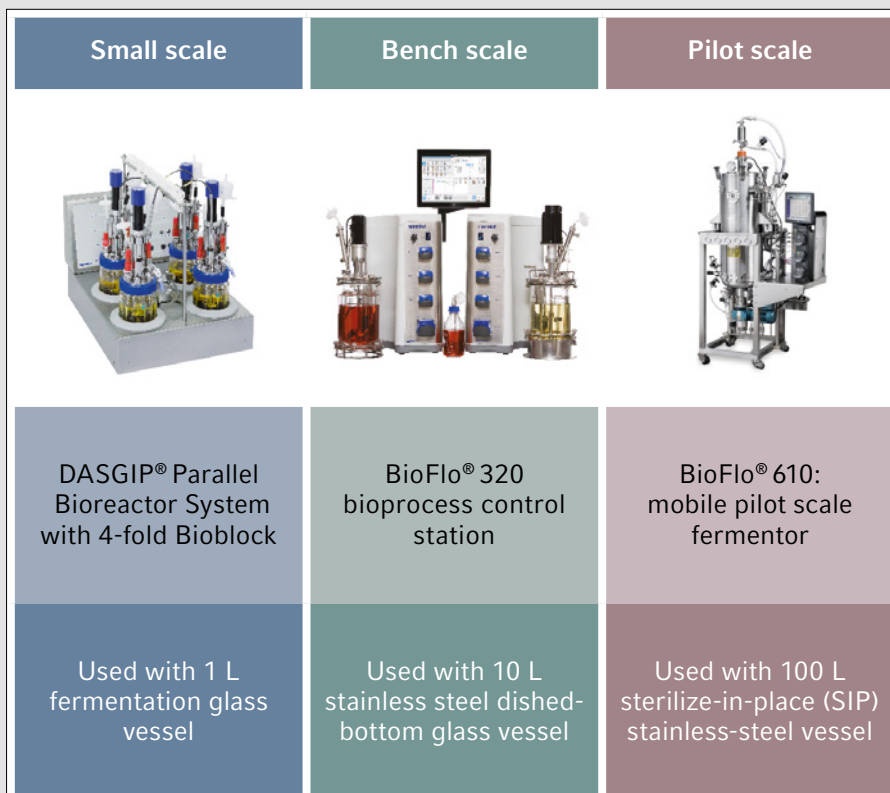 Small scale
Bench scale
Pilot scale
DASGIP® Parallel
Bioreactor System
with 4-fold Bioblock
BioFlo® 320
bioprocess control
station
BioFlo® 610:
mobile pilot scale
fermentor
Used with 1 L
fermentation glass
vessel
Used with 10 L
stainless steel dished-
bottom glass vessel
Used with 100 L
sterilize-in-place (SIP)
stainless-steel vessel